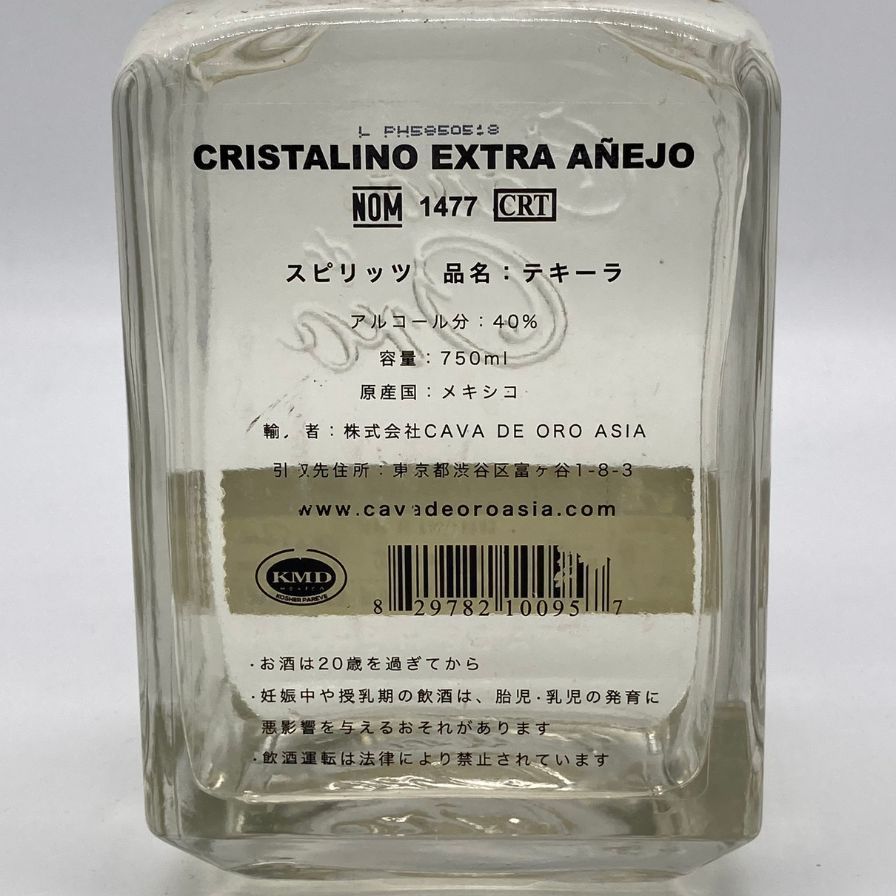 L PH5850518
CRISTALINO EXTRA AÑEJO
NOM 1477 CRT
スピリッツ 品名：テキーラ
アルコール分：40%
容量：750ml
原産国：メキシコ
輸 者：株式会社CAVA DE ORO ASIA
引取先住所：東京都渋谷区富ヶ谷1-8-3
www.cavadeoroasia.com
KMD
MEXICO
KOSHER PAREVE
8 29782 10095 7
・お酒は20歳を過ぎてから
・妊娠中や授乳期の飲酒は、胎児・乳児の発育に
悪影響を与えるおそれがあります
・飲酒運転は法律により禁止されています